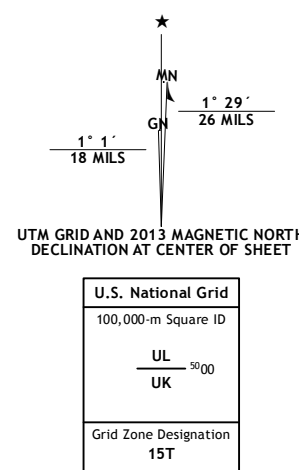 ★
MN
1° 29´
26 MILS
GN
1° 1´
18 MILS
UTM GRID AND 2013 MAGNETIC NORTH
DECLINATION AT CENTER OF SHEET
U.S. National Grid
100,000-m Square ID
UL
5000
UK
Grid Zone Designation
15T